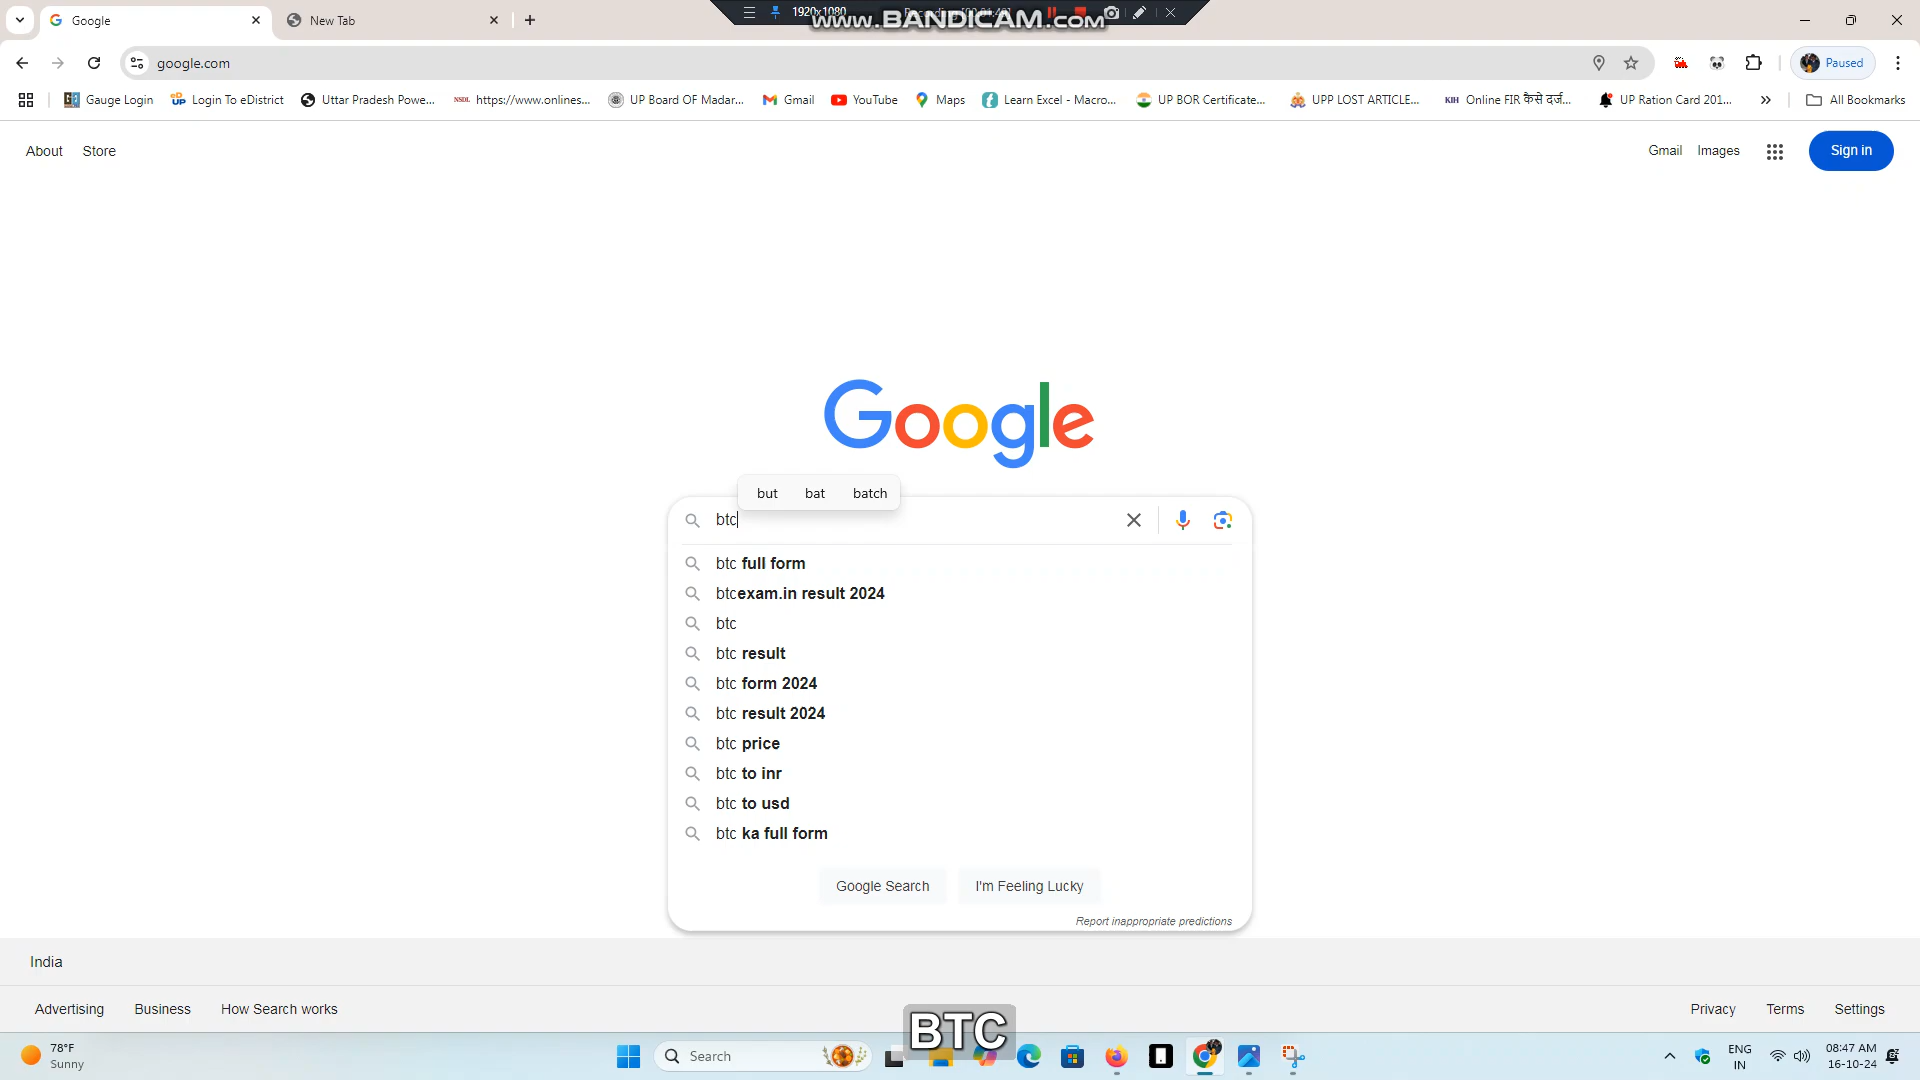 Google
New Tab
1920x1080
www.BANDICAM.com
google.com
Paused
Gauge Login
Login To eDistrict
Uttar Pradesh Powe...
NSDL https://www.onlines...
UP Board OF Madar...
Gmail
YouTube
Maps
Learn Excel - Macro...
UP BOR Certificate...
UPP LOST ARTICLE...
KIH Online FIR कैसे दर्ज...
UP Ration Card 201...
All Bookmarks
About Store
Gmail Images Sign in
Google
but bat batch
btc
btc full form
btcexam.in result 2024
btc
btc result
btc form 2024
btc result 2024
btc price
btc to inr
btc to usd
btc ka full form
Google Search I'm Feeling Lucky
Report inappropriate predictions
India
Advertising Business How Search works
Privacy Terms Settings
BTC
78°F
Sunny
Search
ENG
IN
08:47 AM
16-10-24